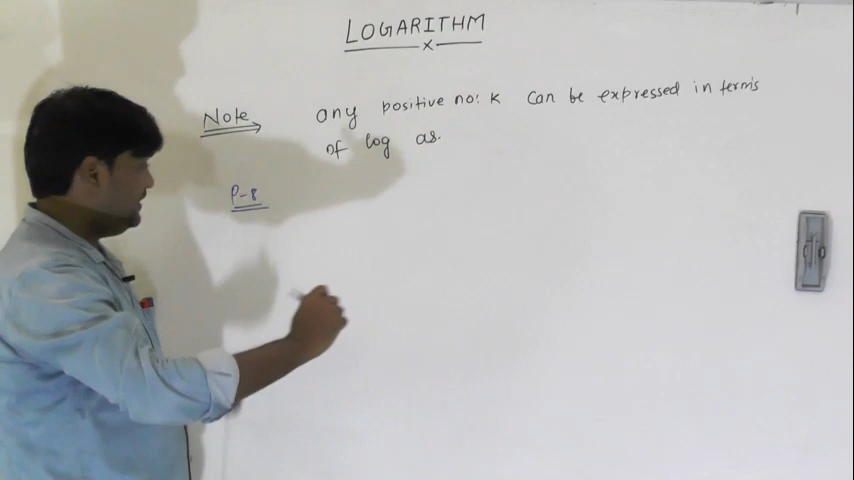 LOGARITHM
x
Note any positive no: K can be expressed in terms
of log as.
P-8